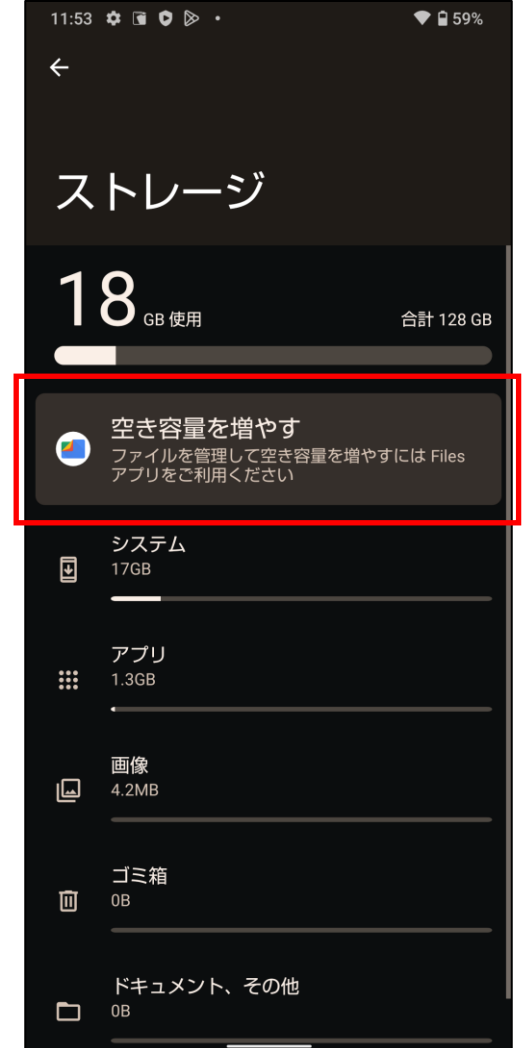 11:53
59%
ストレージ
18 GB 使用
合計 128 GB
空き容量を増やす
ファイルを管理して空き容量を増やすには Files
アプリをご利用ください
システム
17GB
アプリ
1.3GB
画像
4.2MB
ゴミ箱
0B
ドキュメント、その他
0B